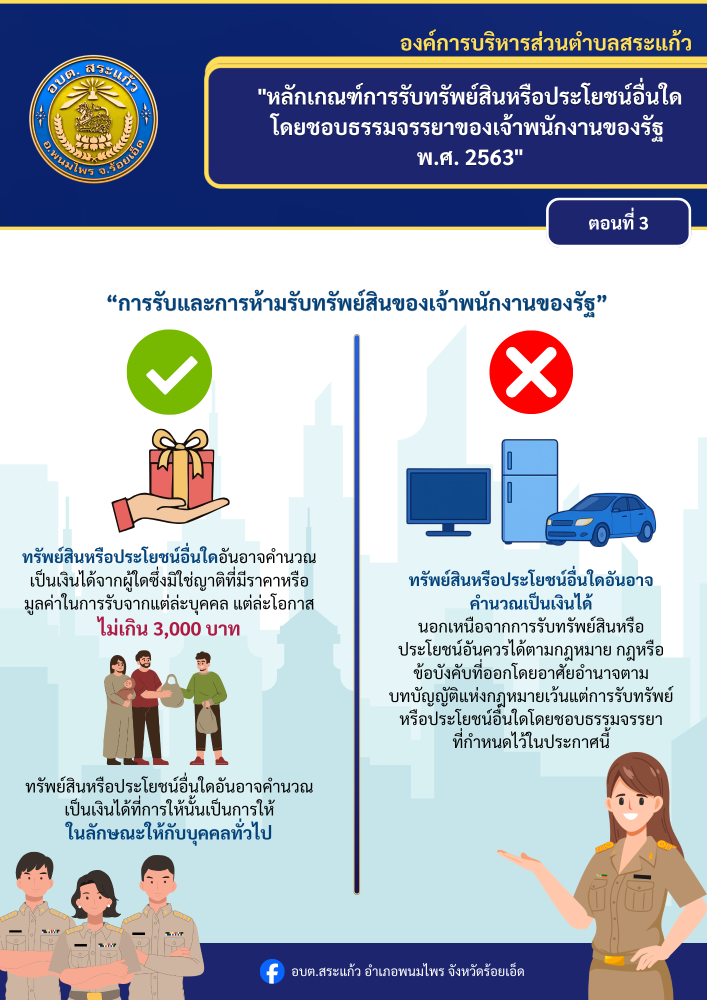 องค์การบริหารส่วนตำบลสระแก้ว
อบต. สระแก้ว
อ.พนมไพร จ.ร้อยเอ็ด
"หลักเกณฑ์การรับทรัพย์สินหรือประโยชน์อื่นใด
โดยชอบธรรมจรรยาของเจ้าพนักงานของรัฐ
พ.ศ. 2563"
ตอนที่ 3
“การรับและการห้ามรับทรัพย์สินของเจ้าพนักงานของรัฐ”
ทรัพย์สินหรือประโยชน์อื่นใดอันอาจคำนวณ
เป็นเงินได้จากผู้ใดซึ่งมิใช่ญาติที่มีราคาหรือ
มูลค่าในการรับจากแต่ล่ะบุคคล แต่ล่ะโอกาส
ไม่เกิน 3,000 บาท
ทรัพย์สินหรือประโยชน์อื่นใดอันอาจคำนวณ
เป็นเงินได้ที่การให้นั้นเป็นการให้
ในลักษณะให้กับบุคคลทั่วไป
ทรัพย์สินหรือประโยชน์อื่นใดอันอาจ
คำนวณเป็นเงินได้
นอกเหนือจากการรับทรัพย์สินหรือ
ประโยชน์อันควรได้ตามกฎหมาย กฎหรือ
ข้อบังคับที่ออกโดยอาศัยอำนาจตาม
บทบัญญัติแห่งกฎหมายเว้นแต่การรับทรัพย์
หรือประโยชน์อื่นใดโดยชอบธรรมจรรยา
ที่กำหนดไว้ในประกาศนี้
อบต.สระแก้ว อำเภอพนมไพร จังหวัดร้อยเอ็ด